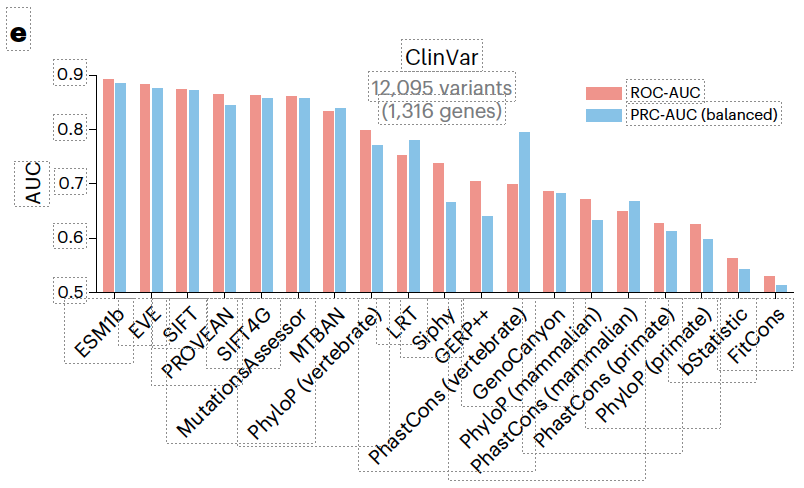 e
ClinVar
12,095 variants
(1,316 genes)
ROC-AUC
PRC-AUC (balanced)
AUC
0.9
0.8
0.7
0.6
0.5
ESM1b
EVE
SIFT
PROVEAN
SIFT4G
MutationsAssessor
MTBAN
PhyloP (vertebrate)
LRT
Siphy
GERP++
PhastCons (vertebrate)
GenoCanyon
PhyloP (mammalian)
PhastCons (mammalian)
PhastCons (primate)
PhyloP (primate)
bStatistic
FitCons